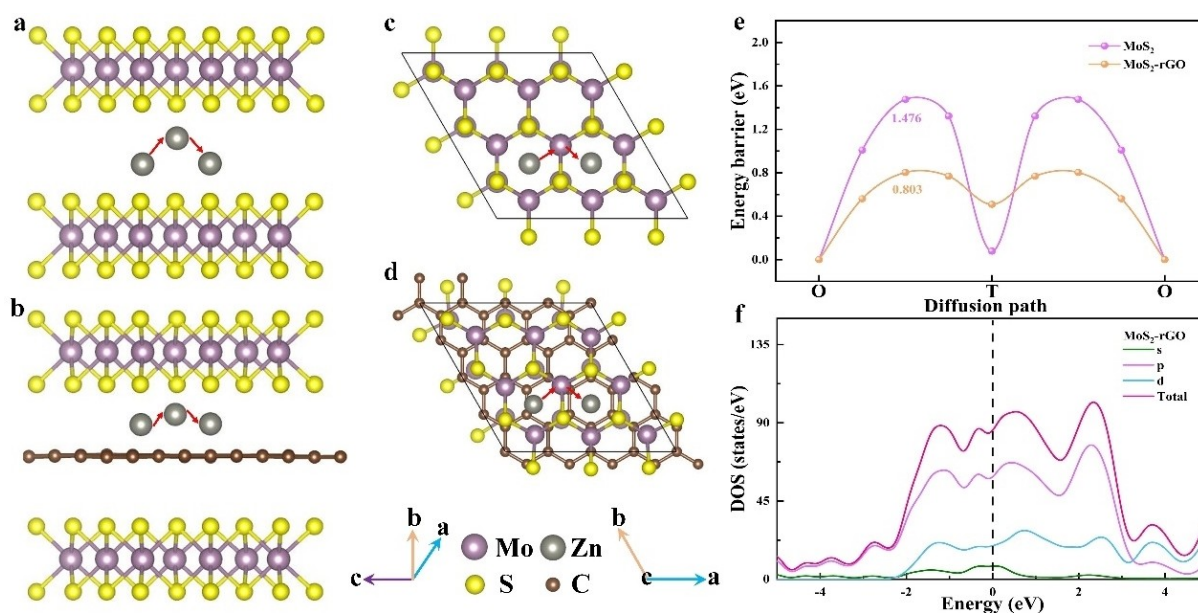 a
b
c
d
b
a
c
Mo
Zn
S
C
b
c
a
e
2.0
1.6
1.2
0.8
0.4
0.0
Energy barrier (eV)
MoS2
MoS2-rGO
1.476
0.803
O
T
O
Diffusion path
f
135
90
45
0
DOS (states/eV)
MoS2-rGO
s
p
d
Total
-4
-2
0
2
4
Energy (eV)